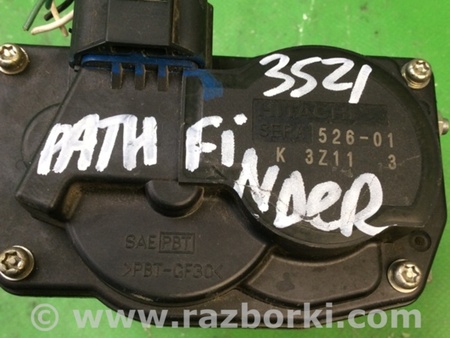 3521
526-01
K 3Z11 3
PATH Fi
NDeR
SAE PBT
>PBT-GF30<
www.razborki.com